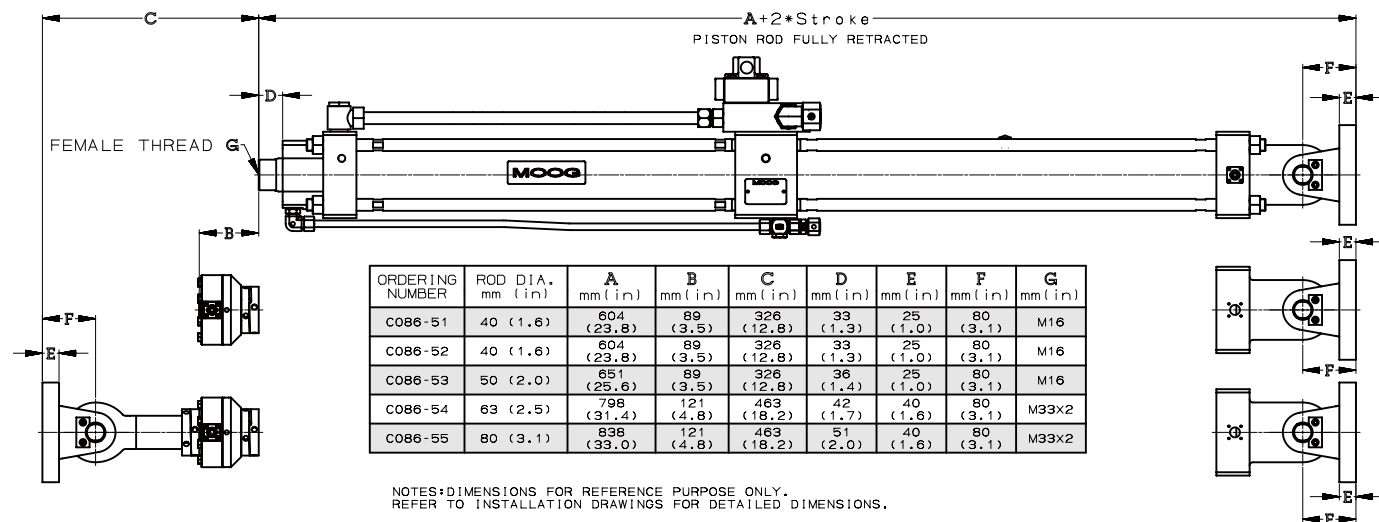 C
A+2*Stroke
PISTON ROD FULLY RETRACTED
F
D
E
FEMALE THREAD G
MOOG
MOOG
B
E
ORDERING NUMBER ROD DIA. mm (in) A mm(in) B mm(in) C mm(in) D mm(in) E mm(in) F mm(in) G mm(in)
C086-51 40 (1.6) 604 (23.8) 89 (3.5) 326 (12.8) 33 (1.3) 25 (1.0) 80 (3.1) M16
C086-52 40 (1.6) 604 (23.8) 89 (3.5) 326 (12.8) 33 (1.3) 25 (1.0) 80 (3.1) M16
C086-53 50 (2.0) 651 (25.6) 89 (3.5) 326 (12.8) 36 (1.4) 25 (1.0) 80 (3.1) M16
C086-54 63 (2.5) 798 (31.4) 121 (4.8) 463 (18.2) 42 (1.7) 40 (1.6) 80 (3.1) M33X2
C086-55 80 (3.1) 838 (33.0) 121 (4.8) 463 (18.2) 51 (2.0) 40 (1.6) 80 (3.1) M33X2
F
E
F
E
F
NOTES:DIMENSIONS FOR REFERENCE PURPOSE ONLY.
REFER TO INSTALLATION DRAWINGS FOR DETAILED DIMENSIONS.